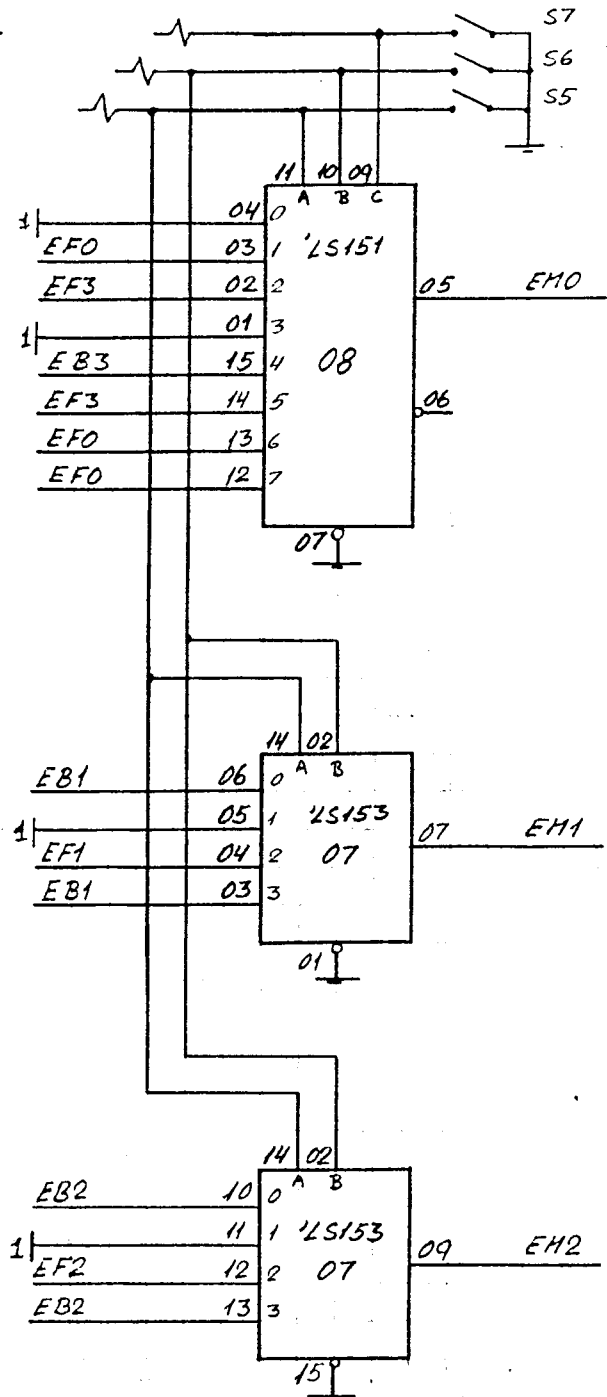 S7
S6
S5
11 10 09
A B C
1 04 0
EF0 03 1 'LS151
EF3 02 2 05 EM0
1 01 3
EB3 15 4 08
EF3 14 5 06
EF0 13 6
EF0 12 7
07
14 02
A B
EB1 06 0
1 05 1 'LS153
EF1 04 2 07 07 EM1
EB1 03 3
01
14 02
A B
EB2 10 0
1 11 1 'LS153 09 EM2
EF2 12 2 07
EB2 13 3
15